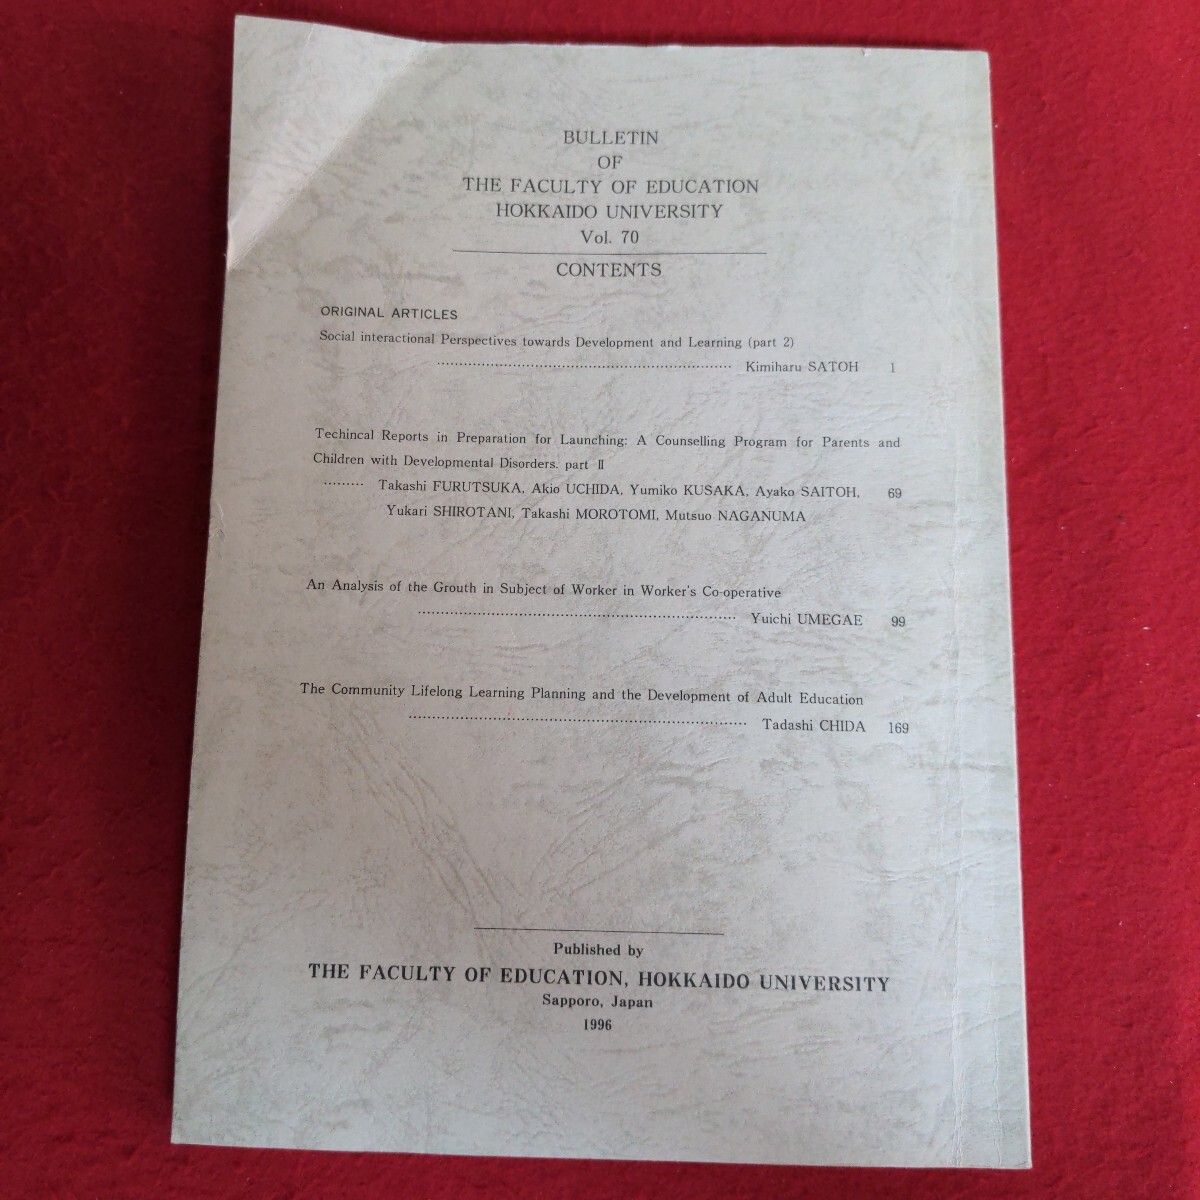 BULLETIN
OF
THE FACULTY OF EDUCATION
HOKKAIDO UNIVERSITY
Vol. 70
CONTENTS
ORIGINAL ARTICLES
Social interactional Perspectives towards Development and Learning (part 2)
Kimiharu SATOH 1
Techincal Reports in Preparation for Launching: A Counselling Program for Parents and
Children with Developmental Disorders. part II
Takashi FURUTSUKA, Akio UCHIDA, Yumiko KUSAKA, Ayako SAITOH, 69
Yukari SHIROTANI, Takashi MOROTOMI, Mutsuo NAGANUMA
An Analysis of the Grouth in Subject of Worker in Worker's Co-operative
Yuichi UMEGAE 99
The Community Lifelong Learning Planning and the Development of Adult Education
Tadashi CHIDA 169
Published by
THE FACULTY OF EDUCATION, HOKKAIDO UNIVERSITY
Sapporo, Japan
1996